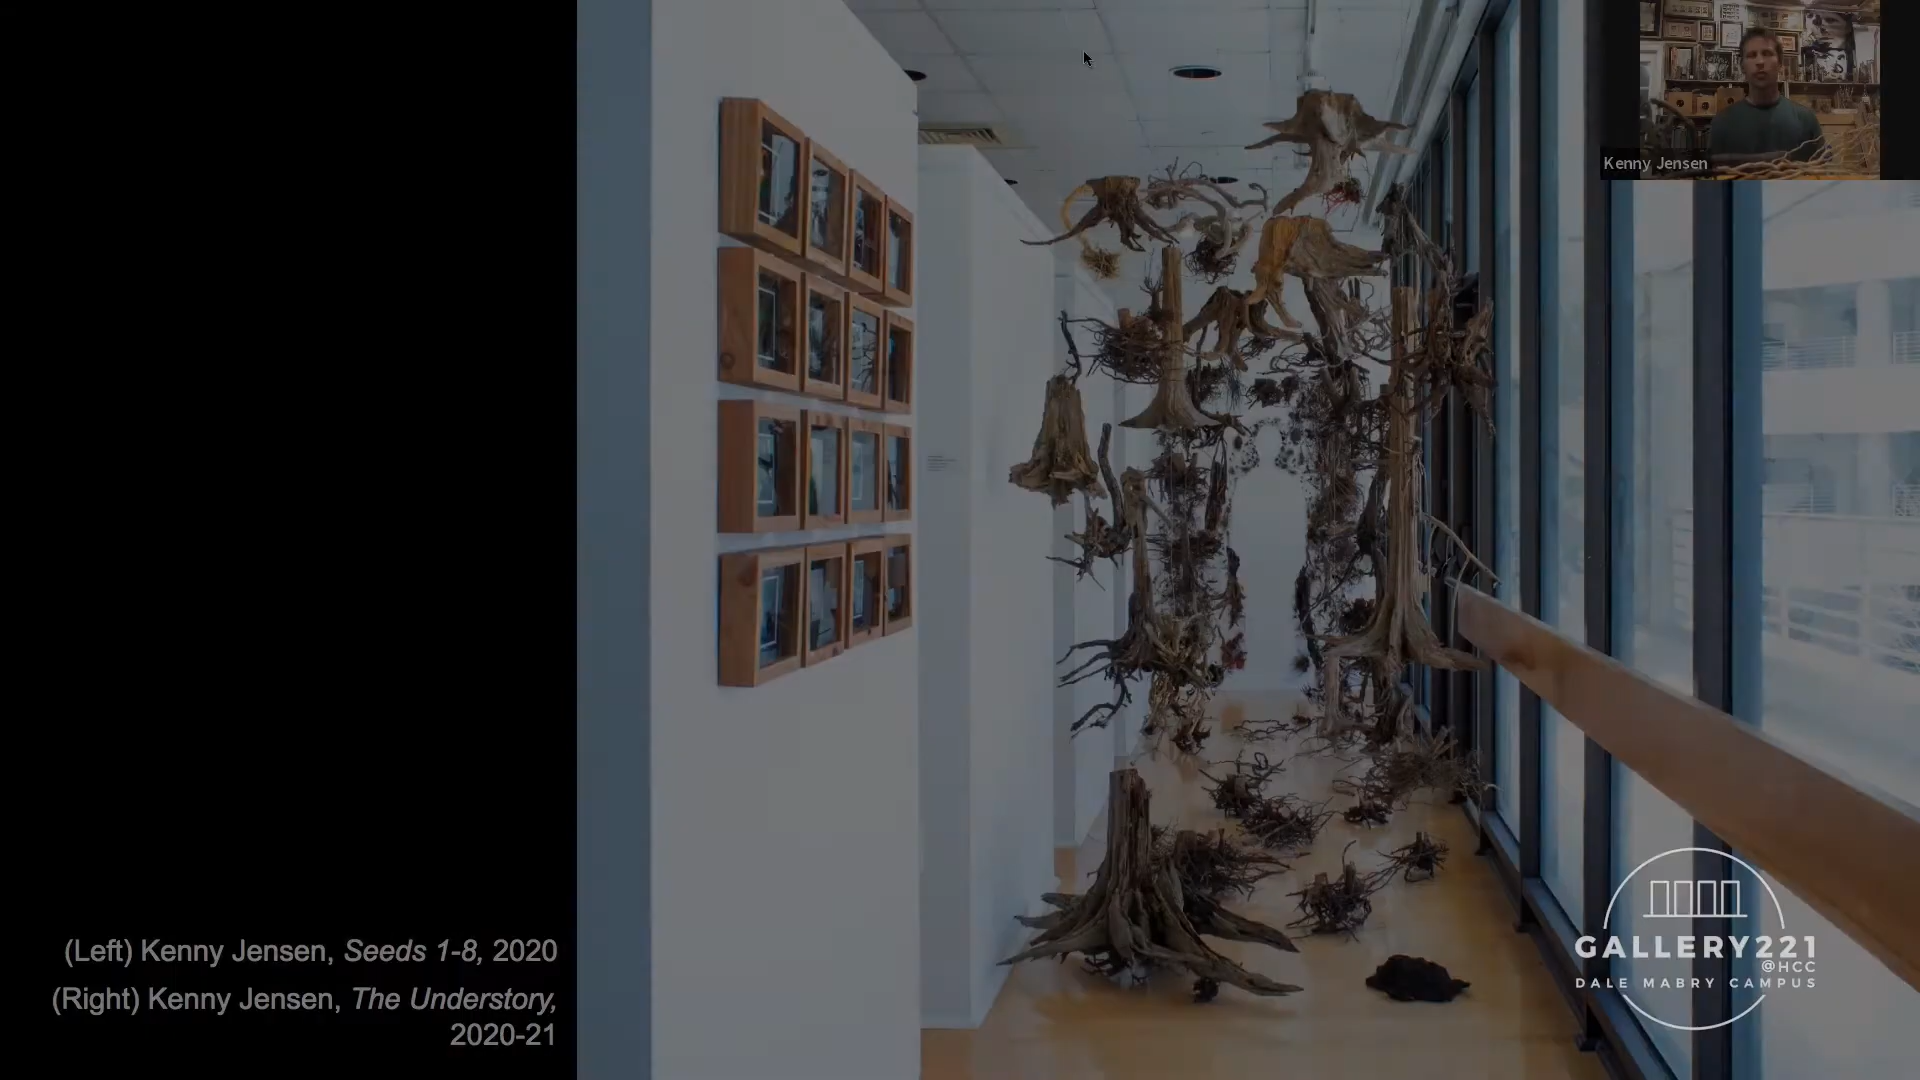 Kenny Jensen
(Left) Kenny Jensen, Seeds 1-8, 2020
(Right) Kenny Jensen, The Understory,
2020-21
GALLERY221
@HCC
DALE MABRY CAMPUS